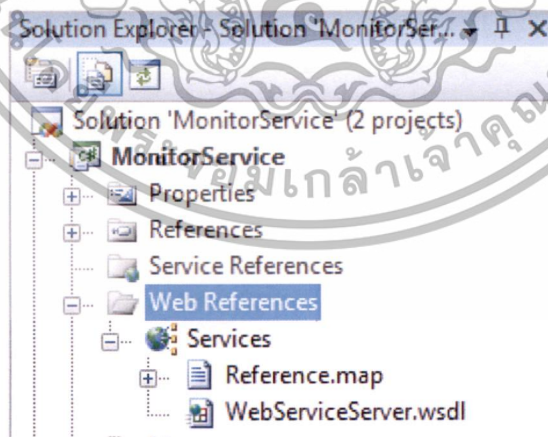 Solution Explorer - Solution 'MonitorSer...
Solution 'MonitorService' (2 projects)
MonitorService
Properties
References
Service References
Web References
Services
Reference.map
WebServiceServer.wsdl